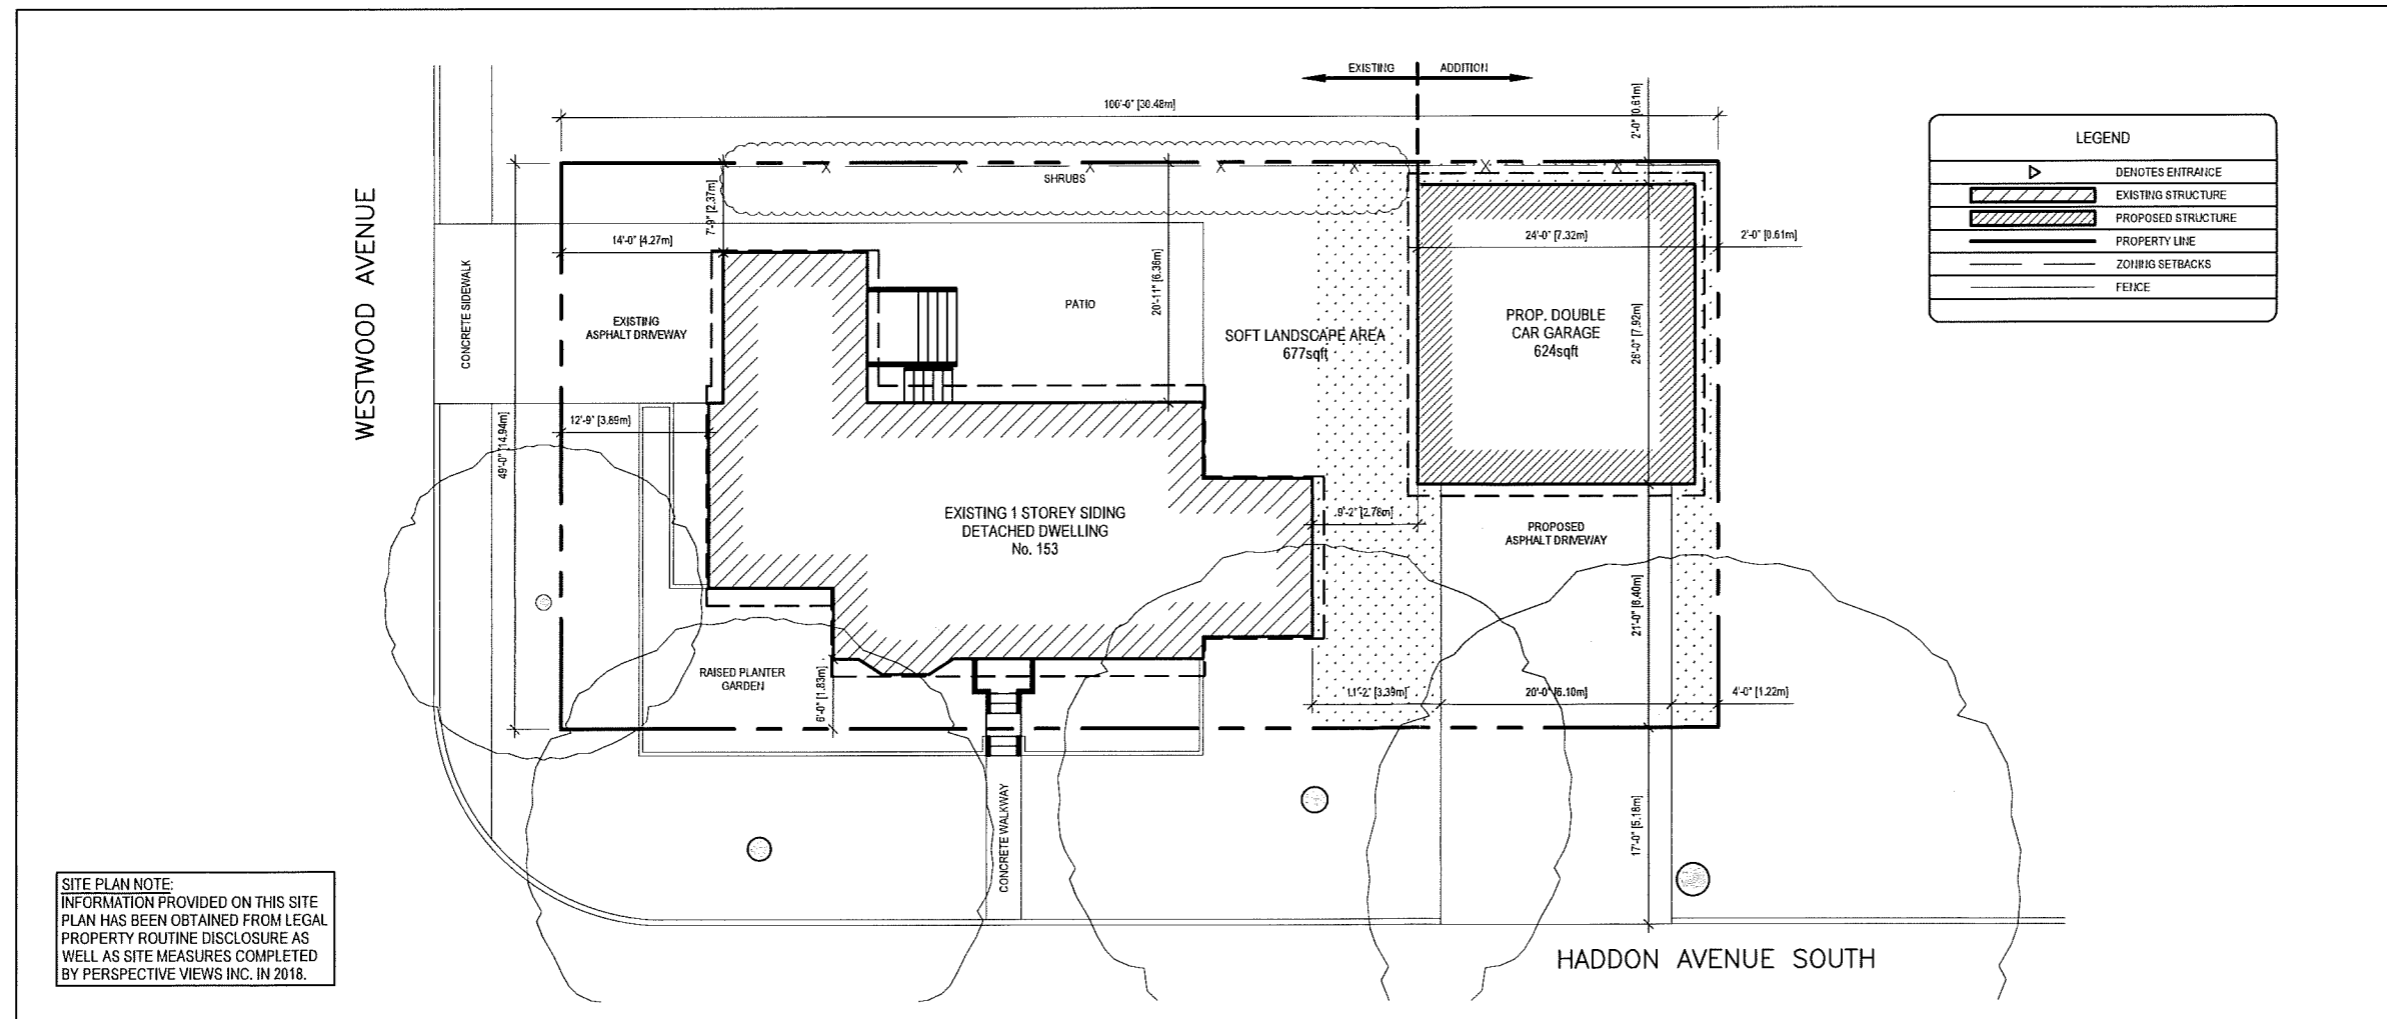 EXISTING
ADDITION
100'-0" [30.48m]
2'-0" [0.61m]
LEGEND
DENOTES ENTRANCE
EXISTING STRUCTURE
PROPOSED STRUCTURE
PROPERTY LINE
ZONING SETBACKS
FENCE
WESTWOOD AVENUE
CONCRETE SIDEWALK
49'-0" [14.94m]
14'-0" [4.27m]
7'-9" [2.37m]
SHRUBS
EXISTING
ASPHALT DRIVEWAY
12'-9" [3.89m]
PATIO
20'-11" [6.36m]
SOFT LANDSCAPE AREA
677sqft
24'-0" [7.32m]
2'-0" [0.61m]
PROP. DOUBLE
CAR GARAGE
624sqft
26'-0" [7.92m]
EXISTING 1 STOREY SIDING
DETACHED DWELLING
No. 153
9'-2" [2.78m]
PROPOSED
ASPHALT DRIVEWAY
21'-0" [6.40m]
RAISED PLANTER
GARDEN
6'-0" [1.83m]
11'-2" [3.39m]
20'-0" [6.10m]
4'-0" [1.22m]
CONCRETE WALKWAY
17'-0" [5.18m]
HADDON AVENUE SOUTH
SITE PLAN NOTE:
INFORMATION PROVIDED ON THIS SITE
PLAN HAS BEEN OBTAINED FROM LEGAL
PROPERTY ROUTINE DISCLOSURE AS
WELL AS SITE MEASURES COMPLETED
BY PERSPECTIVE VIEWS INC. IN 2018.